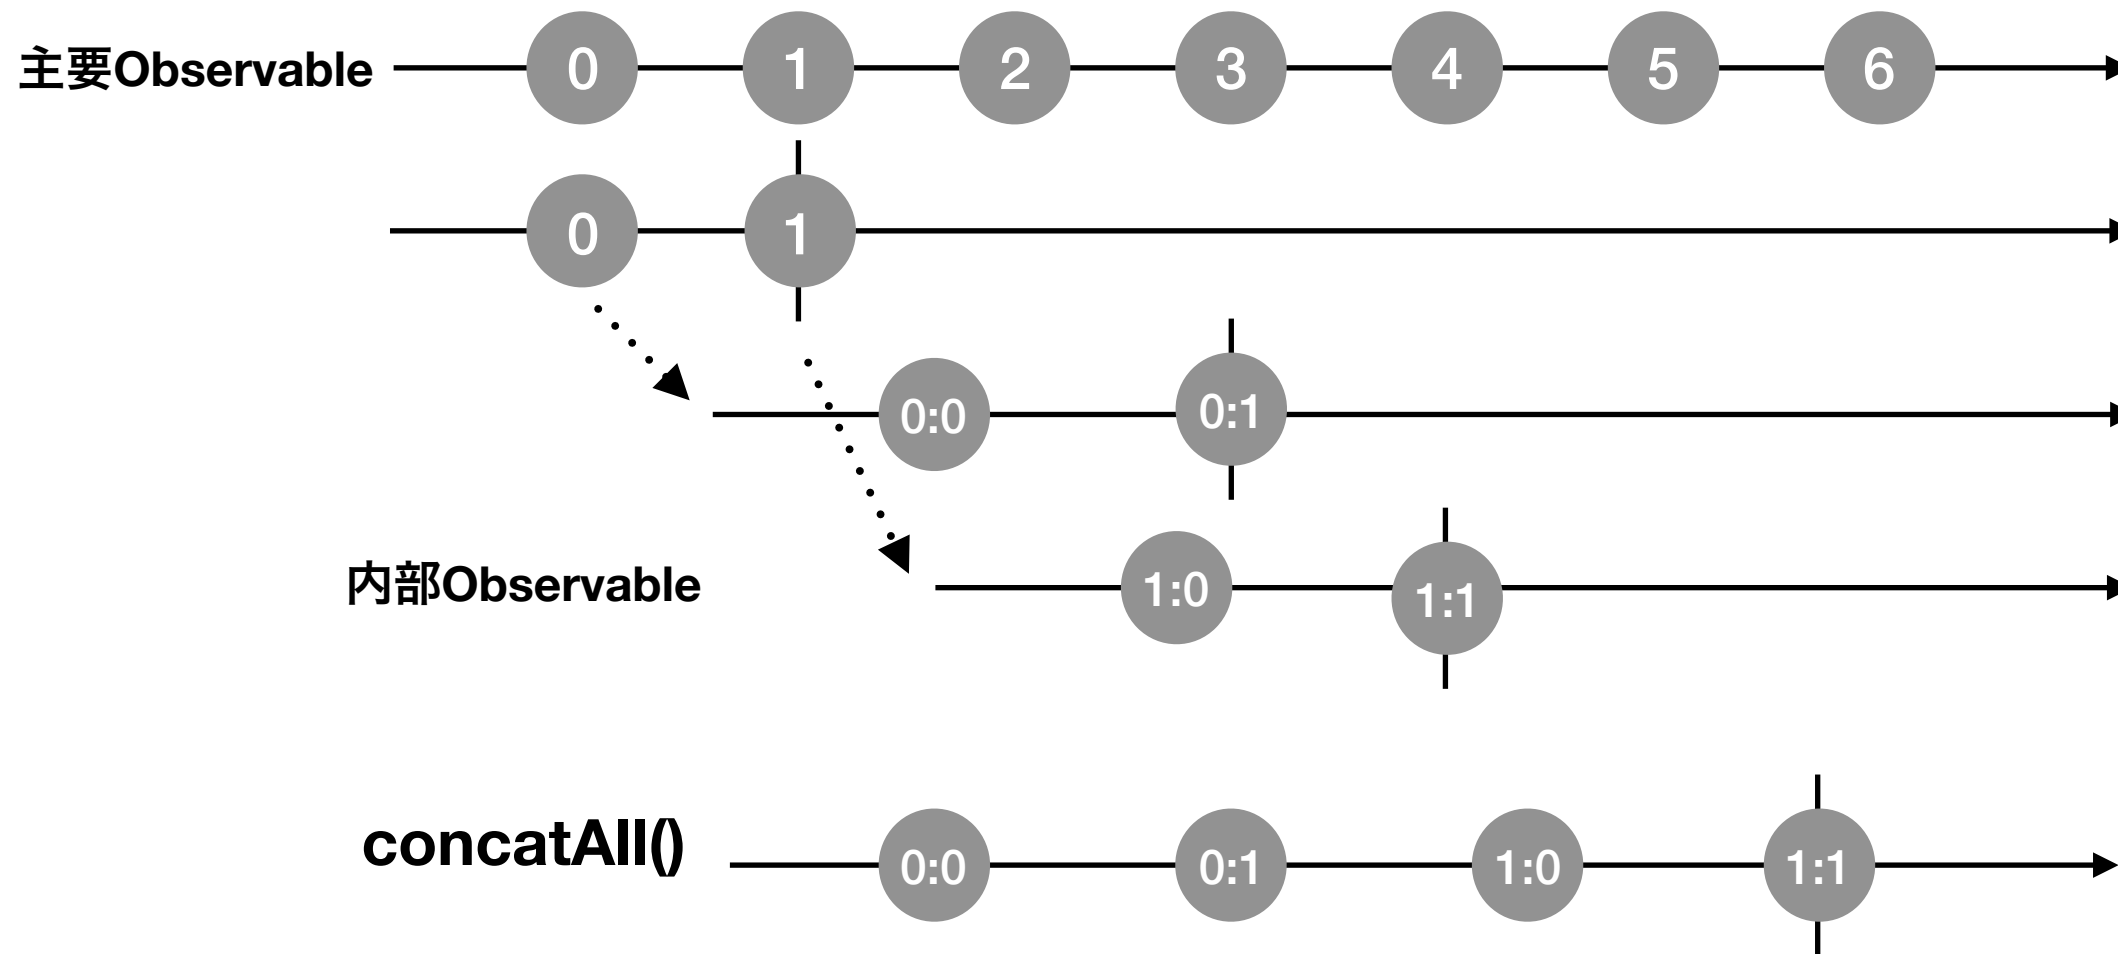 主要Observable 0 1 2 3 4 5 6
0 1
0:0 0:1
内部Observable 1:0 1:1
concatAll() 0:0 0:1 1:0 1:1